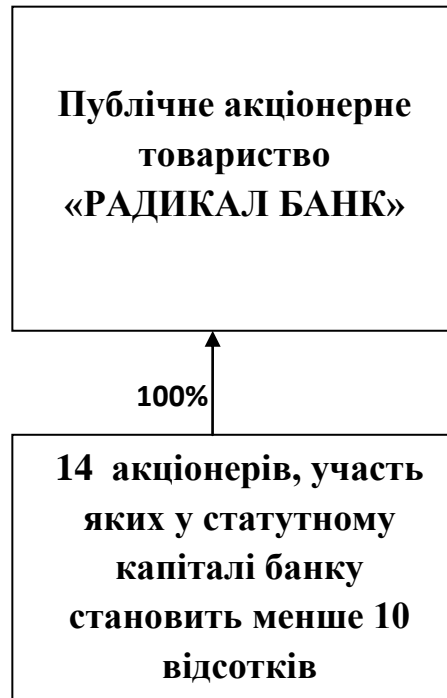 Публічне акціонерне
товариство
«РАДИКАЛ БАНК»
100%
14 акціонерів, участь
яких у статутному
капіталі банку
становить менше 10
відсотків